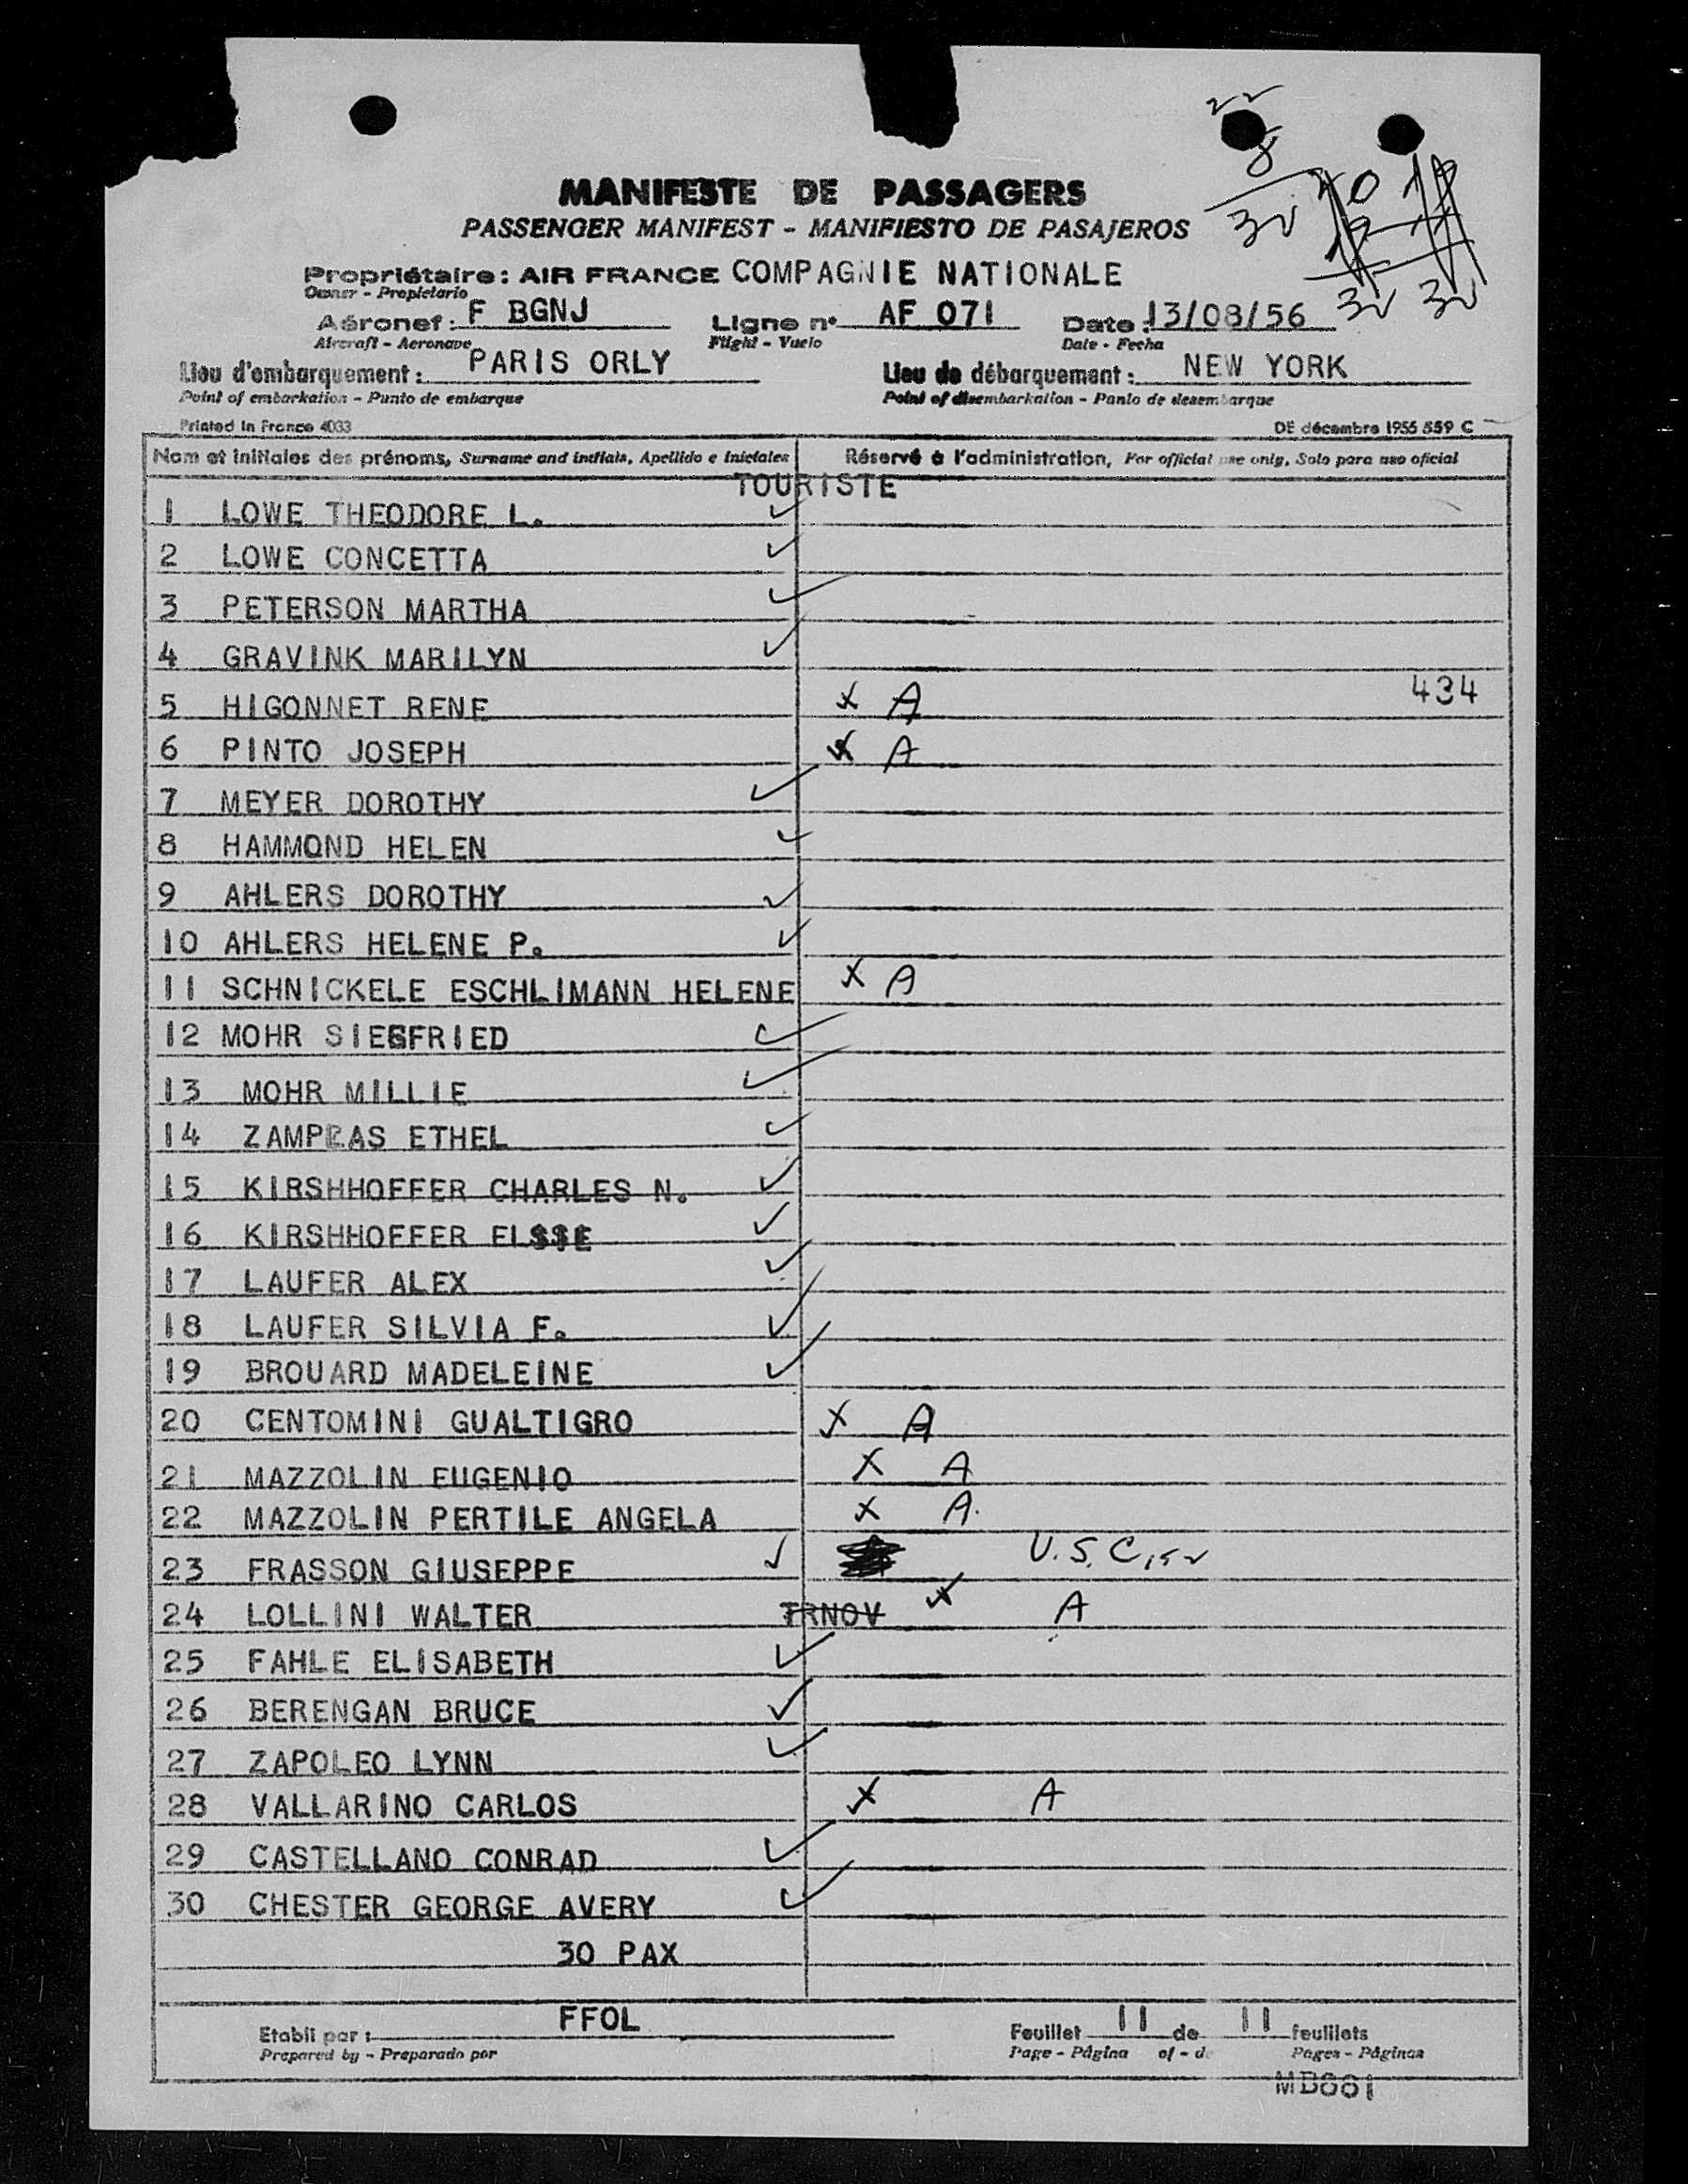 MANIFESTE DE PASSAGERS
PASSENGER MANIFEST - MANIFIESTO DE PASAJEROS
Propriétaire : AIR FRANCE COMPAGNIE NATIONALE
Owner - Propietario
Aéronef : F BGNJ Ligne n° AF 071 Date : 13/08/56
Aircraft - Aeronave Flight - Vuelo Date - Fecha
Lieu d'embarquement : PARIS ORLY Lieu de débarquement : NEW YORK
Point of embarkation - Punto de embarque Point of disembarkation - Punto de desembarque
Printed in France 4033 DE décembre 1955 559 C
Nom et initiales des prénoms, Surname and initials, Apellido e iniciales Réservé à l'administration, For official use only, Solo para uso oficial
TOURISTE
1 LOWE THEODORE L. ✓
2 LOWE CONCETTA ✓
3 PETERSON MARTHA ✓
4 GRAVINK MARILYN ✓
5 HIGONNET RENE X A 434
6 PINTO JOSEPH X A
7 MEYER DOROTHY ✓
8 HAMMOND HELEN ✓
9 AHLERS DOROTHY ✓
10 AHLERS HELENE P. ✓
11 SCHNICKELE ESCHLIMANN HELENE X A
12 MOHR SIEGFRIED ✓
13 MOHR MILLIE ✓
14 ETHEL ✓
15 KIRSHHOFFER CHARLES N. ✓
16 KIRSHHOFFER ✓
17 LAUFER ALEX ✓
18 LAUFER SILVIA F. ✓
19 BROUARD MADELEINE ✓
20 CENTOMINI GUALTIGRO X A
21 MAZZOLIN EUGENIO X A
22 MAZZOLIN PERTILE ANGELA X A.
23 FRASSON GIUSEPPE ✓ U.S.
24 LOLLINI WALTER TRNOV X A
25 FAHLE ELISABETH ✓
26 BERENGAN BRUCE ✓
27 ZAPOLEO LYNN ✓
28 VALLARINO CARLOS X A
29 CASTELLANO CONRAD ✓
30 CHESTER GEORGE AVERY ✓
30 PAX
Etabli par : FFOL Feuillet 11 de 11 feuillets
Prepared by - Preparado por Page - Página of - de Pages - Páginas